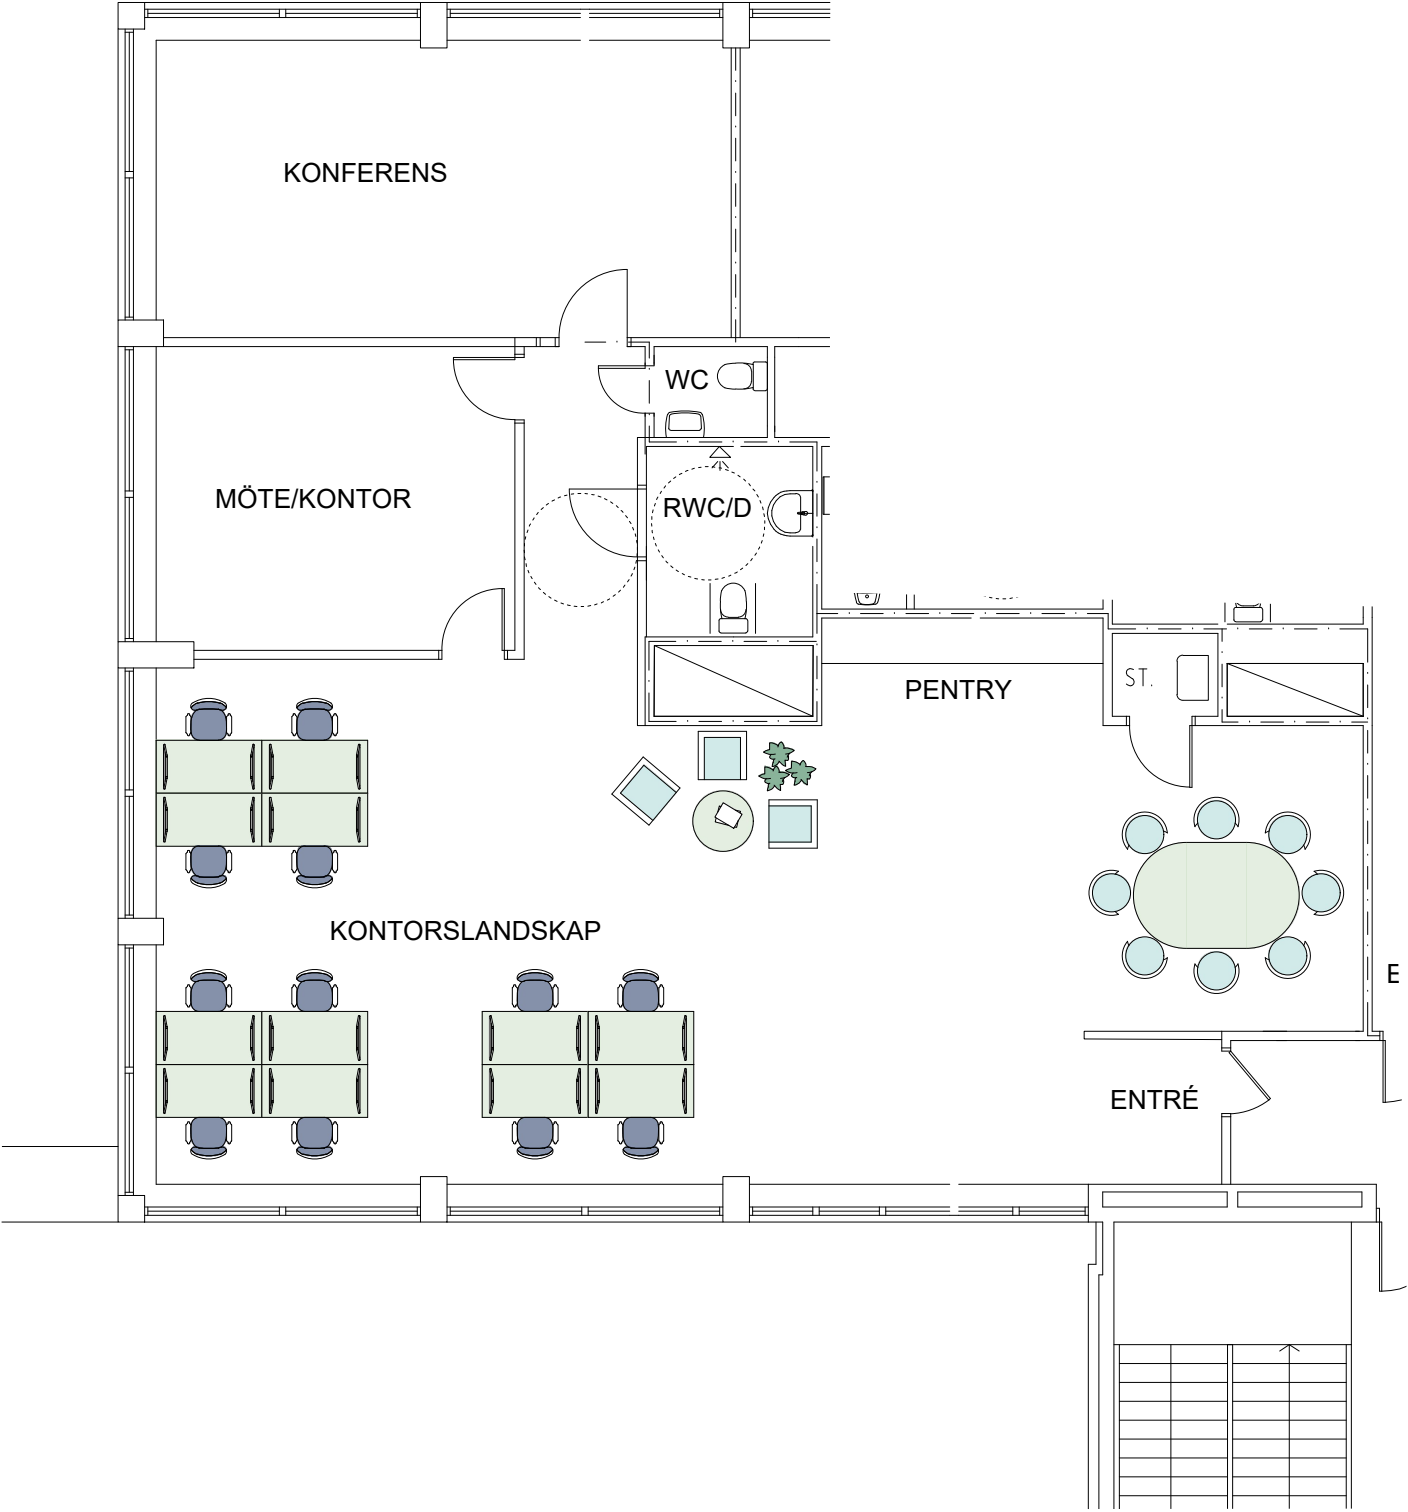 KONFERENS
WC
MÖTE/KONTOR
RWC/D
ST.
PENTRY
KONTORSLANDSKAP
E
ENTRÉ